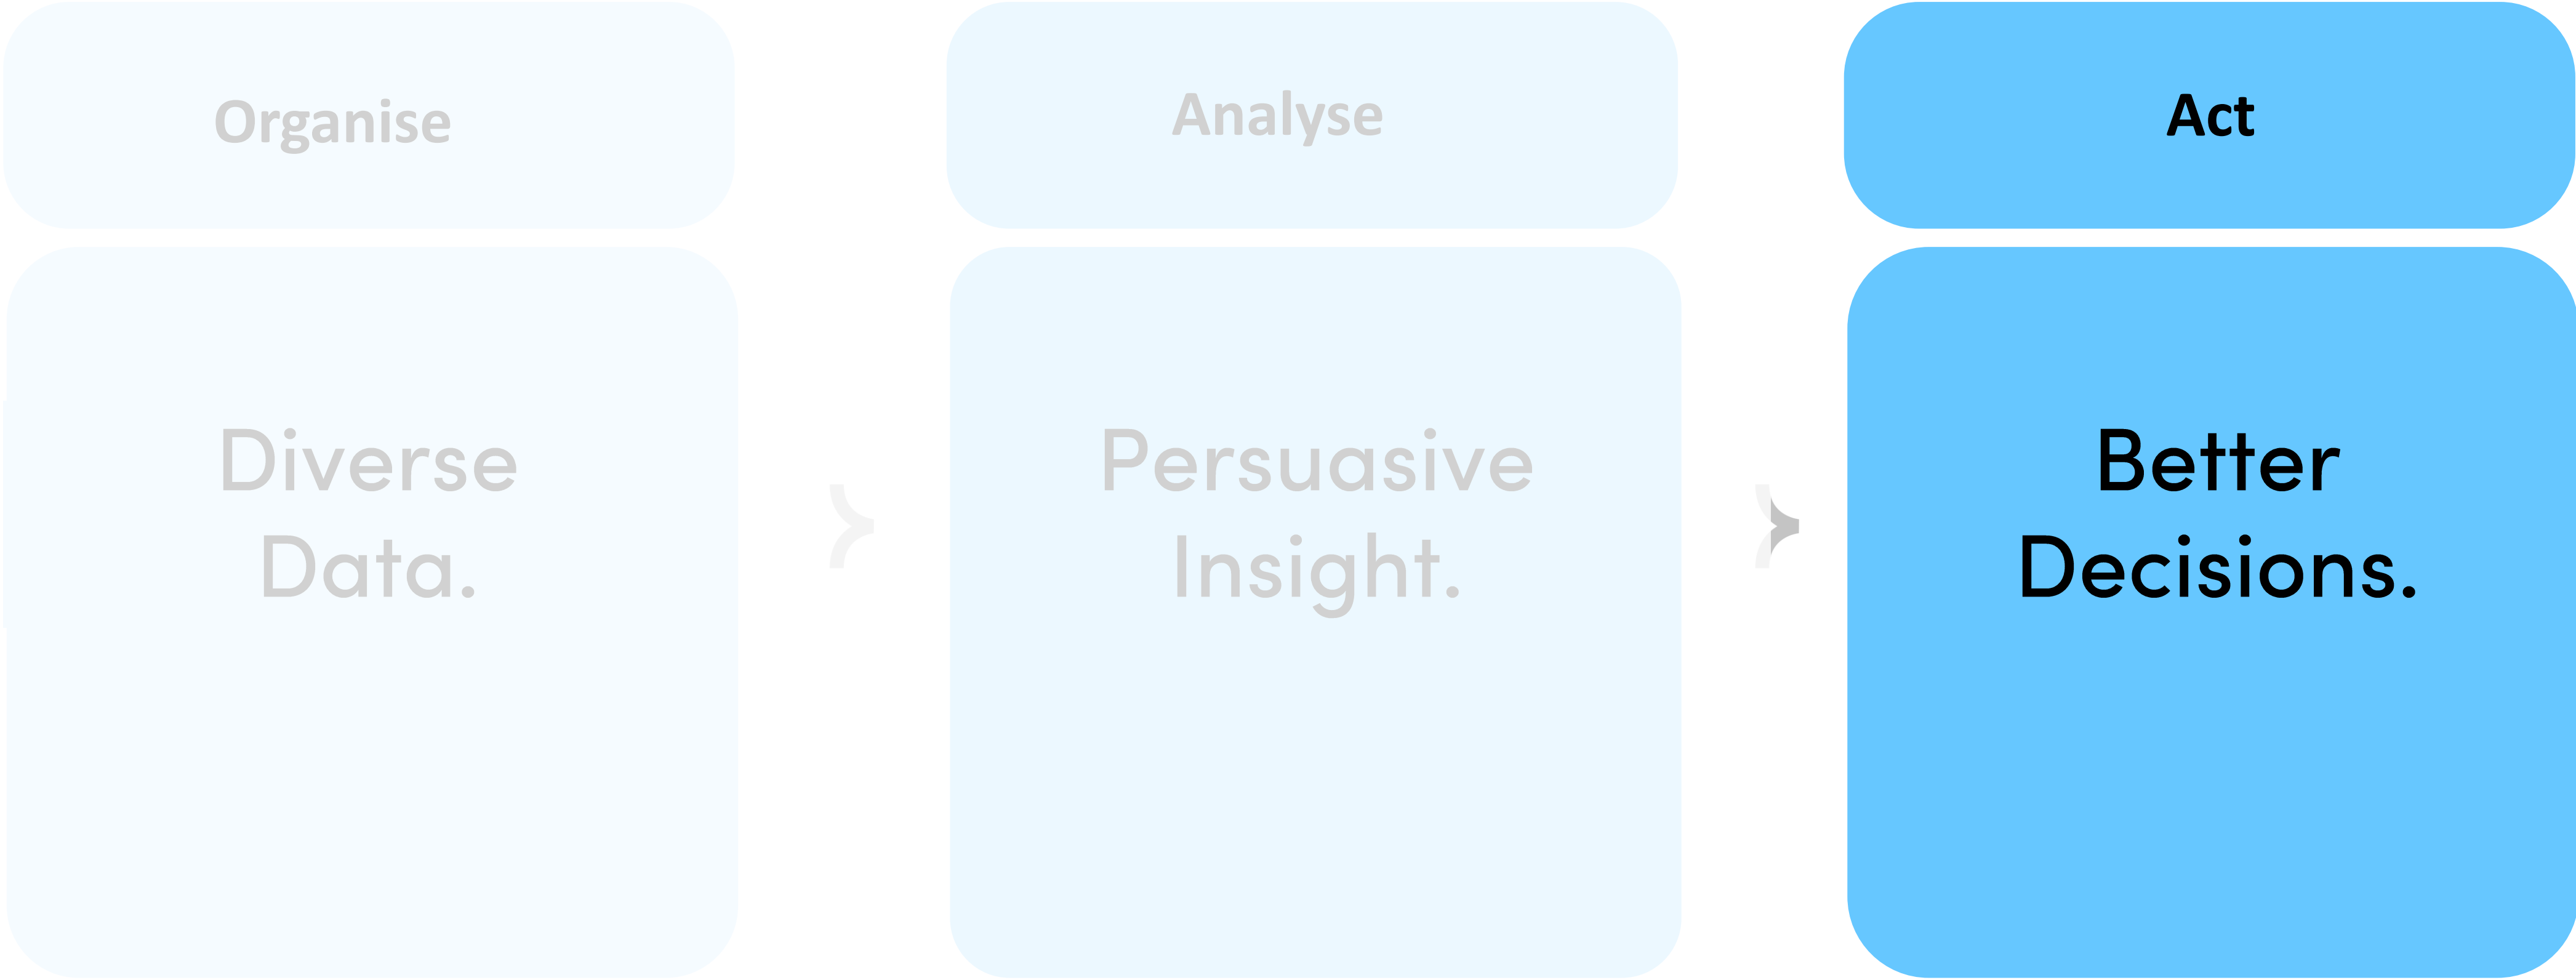 Organise
Analyse
Act
Diverse
Data.
Persuasive
Insight.
Better
Decisions.